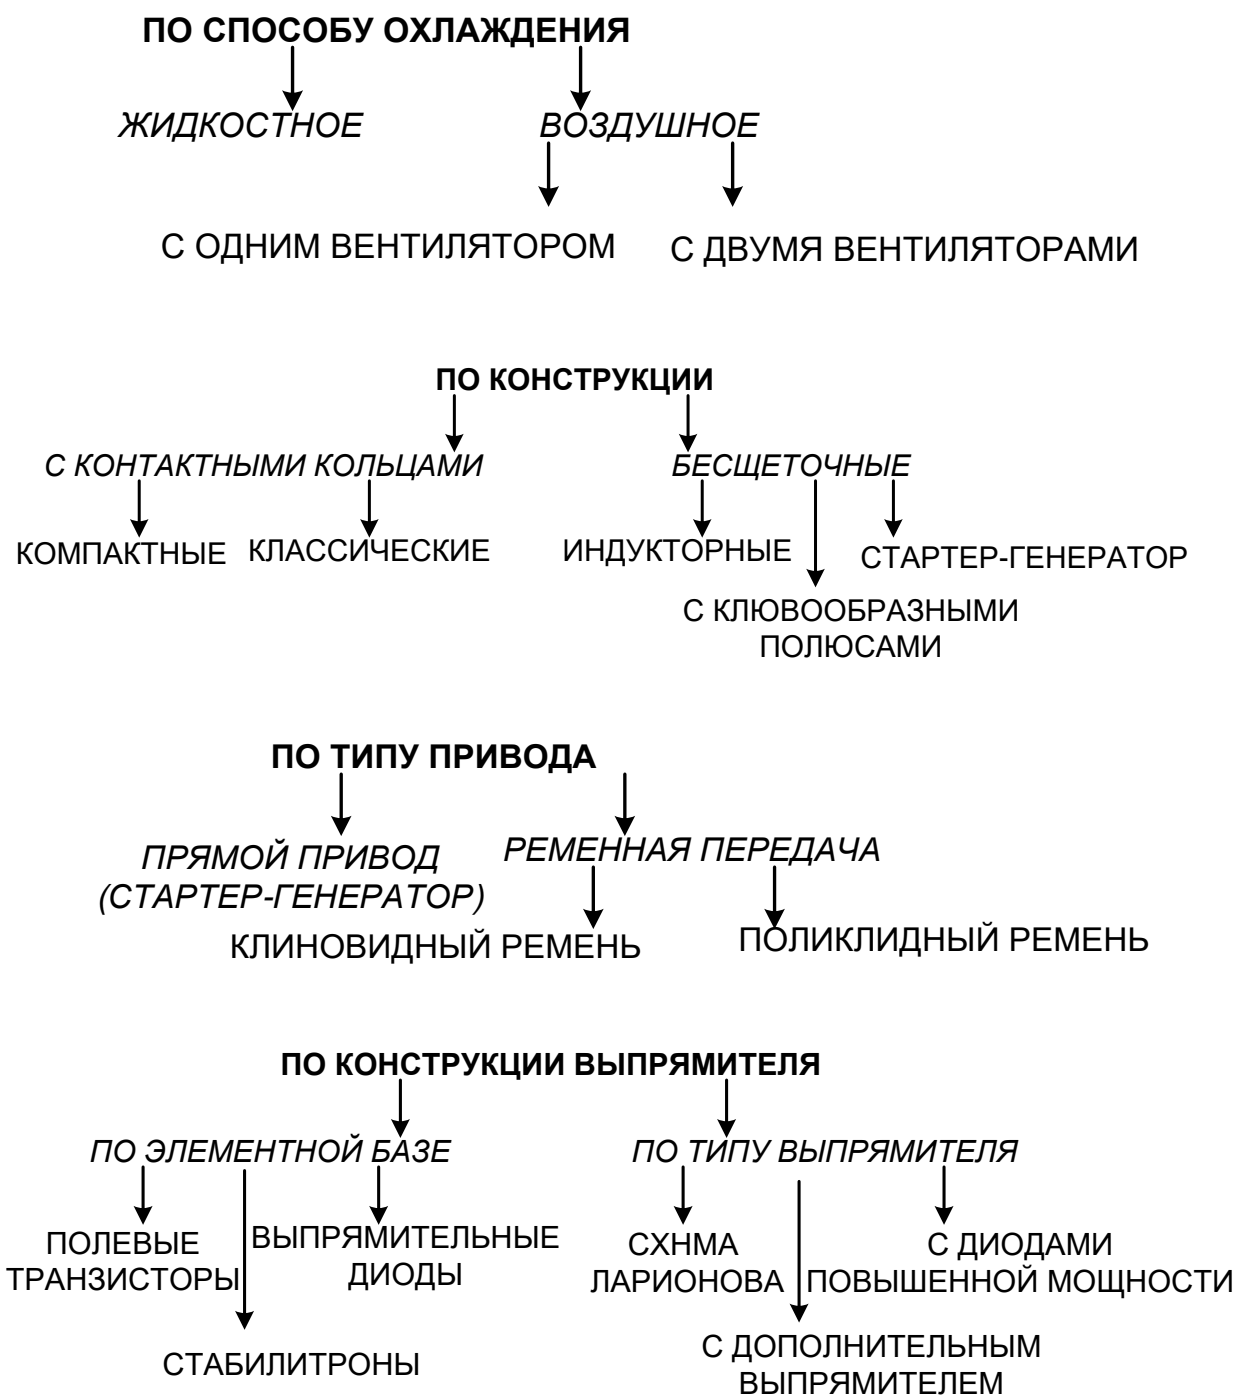 ПО СПОСОБУ ОХЛАЖДЕНИЯ
ЖИДКОСТНОЕ
ВОЗДУШНОЕ
С ОДНИМ ВЕНТИЛЯТОРОМ
С ДВУМЯ ВЕНТИЛЯТОРАМИ
ПО КОНСТРУКЦИИ
С КОНТАКТНЫМИ КОЛЬЦАМИ
БЕСЩЕТОЧНЫЕ
КОМПАКТНЫЕ
КЛАССИЧЕСКИЕ
ИНДУКТОРНЫЕ
СТАРТЕР-ГЕНЕРАТОР
С КЛЮВООБРАЗНЫМИ
ПОЛЮСАМИ
ПО ТИПУ ПРИВОДА
ПРЯМОЙ ПРИВОД
(СТАРТЕР-ГЕНЕРАТОР)
РЕМЕННАЯ ПЕРЕДАЧА
КЛИНОВИДНЫЙ РЕМЕНЬ
ПОЛИКЛИДНЫЙ РЕМЕНЬ
ПО КОНСТРУКЦИИ ВЫПРЯМИТЕЛЯ
ПО ЭЛЕМЕНТНОЙ БАЗЕ
ПО ТИПУ ВЫПРЯМИТЕЛЯ
ПОЛЕВЫЕ
ТРАНЗИСТОРЫ
ВЫПРЯМИТЕЛЬНЫЕ
ДИОДЫ
СХНМА
ЛАРИОНОВА
С ДИОДАМИ
ПОВЫШЕННОЙ МОЩНОСТИ
СТАБИЛИТРОНЫ
С ДОПОЛНИТЕЛЬНЫМ
ВЫПРЯМИТЕЛЕМ